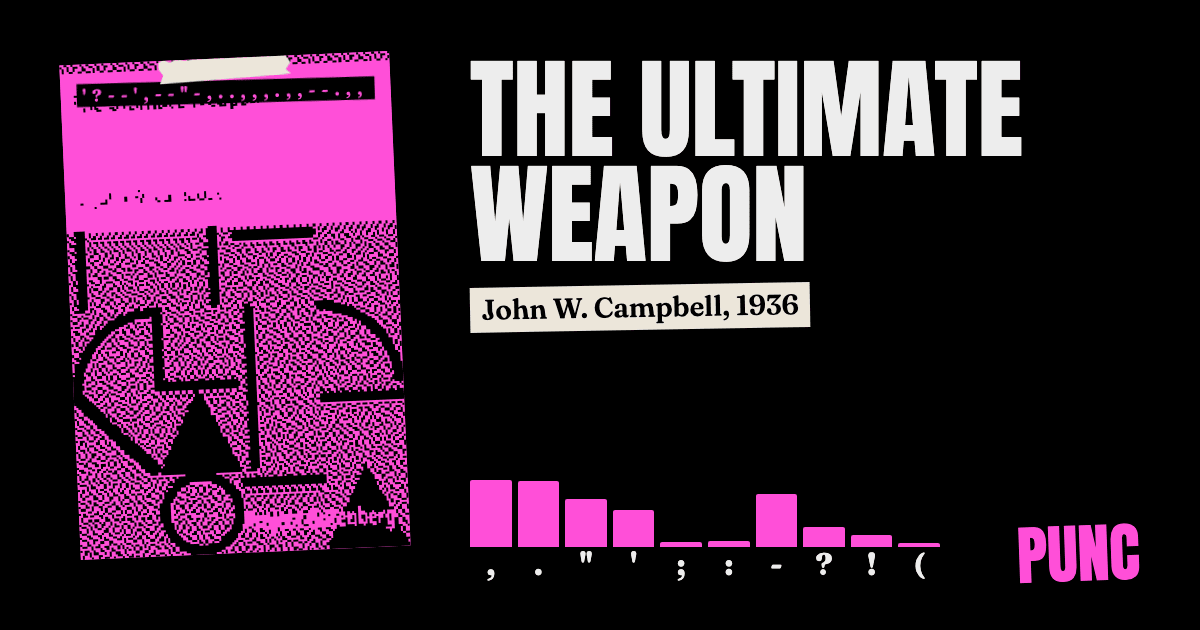 '?--',--"-,.,,,.,,--.,,
THE ULTIMATE
WEAPON
John W. Campbell, 1936
, . " ' ; : - ? ! (
PUNC